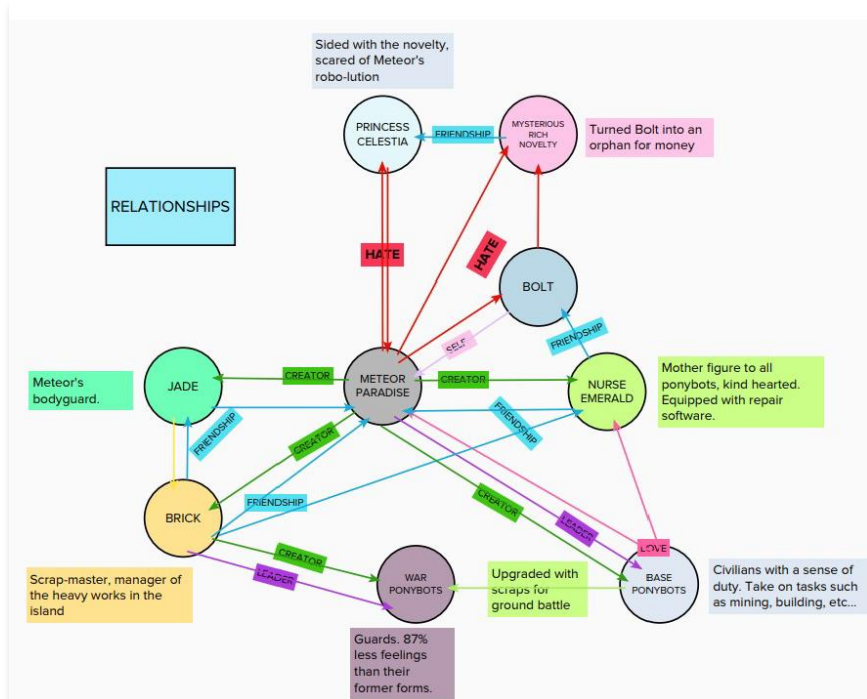 Sided with the novelty,
scared of Meteor's
robo-lution
PRINCESS
CELESTIA
FRIENDSHIP
MYSTERIOUS
RICH
NOVELTY
Turned Bolt into an
orphan for money
RELATIONSHIPS
HATE
HATE
BOLT
SELF
FRIENDSHIP
Meteor's
bodyguard.
JADE
CREATOR
METEOR
PARADISE
CREATOR
NURSE
EMERALD
Mother figure to all
ponybots, kind hearted.
Equipped with repair
software.
FRIENDSHIP
CREATOR
FRIENDSHIP
BRICK
FRIENDSHIP
CREATOR
LEADER
LOVE
Scrap-master, manager of
the heavy works in the
island
CREATOR
LEADER
WAR
PONYBOTS
Upgraded with
scraps for
ground battle
BASE
PONYBOTS
Civilians with a sense of
duty. Take on tasks such
as mining, building, etc...
Guards. 87%
less feelings
than their
former forms.